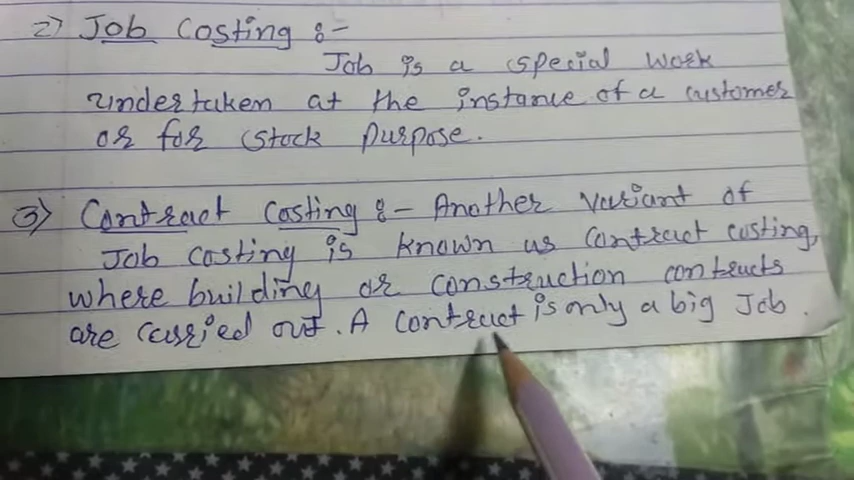 2) Job Costing :-
Job is a special work
undertaken at the instance of a customer
or for stock purpose.
3) Contract costing :- Another variant of
Job costing is known as contract costing,
where building or construction contracts
are carried out. A contract is only a big Job.